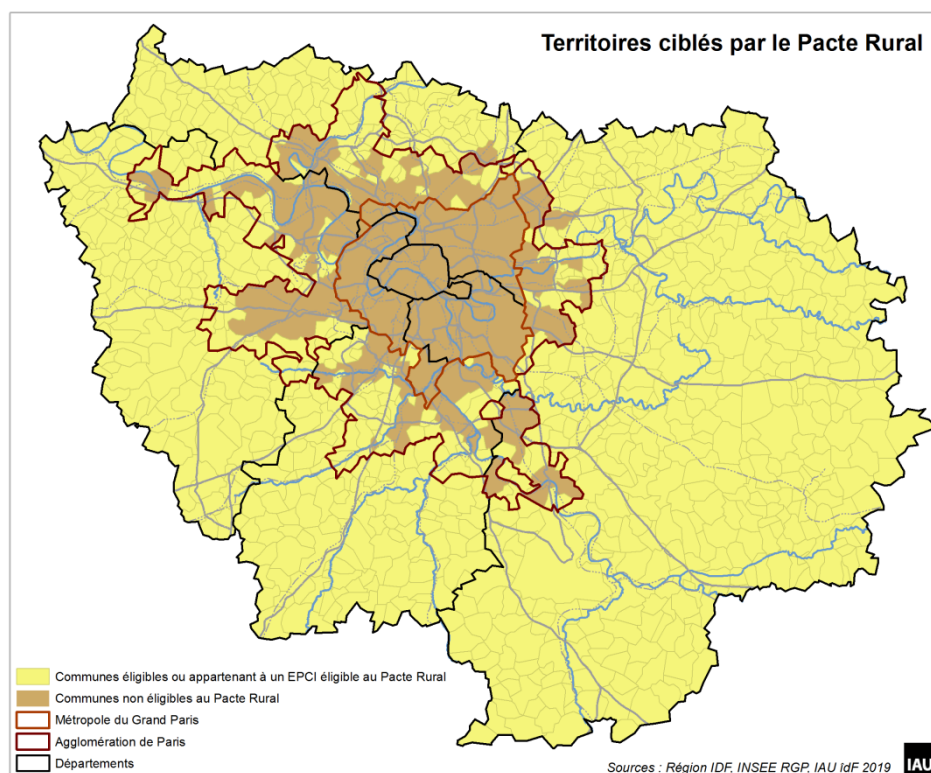 Territoires ciblés par le Pacte Rural
Communes éligibles ou appartenant à un EPCI éligible au Pacte Rural
Communes non éligibles au Pacte Rural
Métropole du Grand Paris
Agglomération de Paris
Départements
Sources : Région IDF, INSEE RGP, IAU IdF 2019
IAU